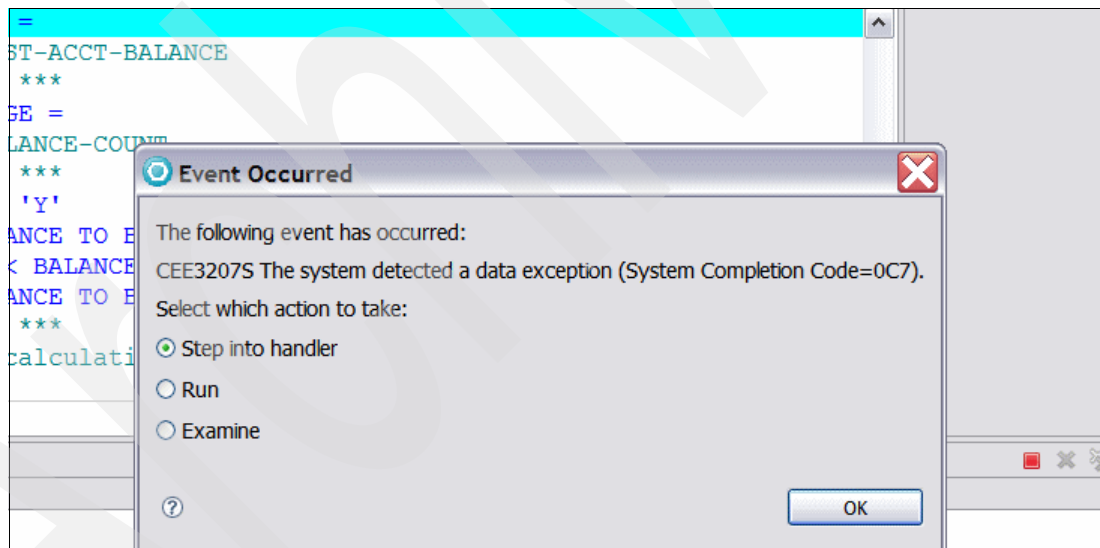 =
ST-ACCT-BALANCE
***
GE =
LANCE-COUNT
***
'Y'
ANCE TO B
< BALANCE
ANCE TO B
***
calculati
Event Occurred
The following event has occurred:
CEE3207S The system detected a data exception (System Completion Code=0C7).
Select which action to take:
Step into handler
Run
Examine
?
OK